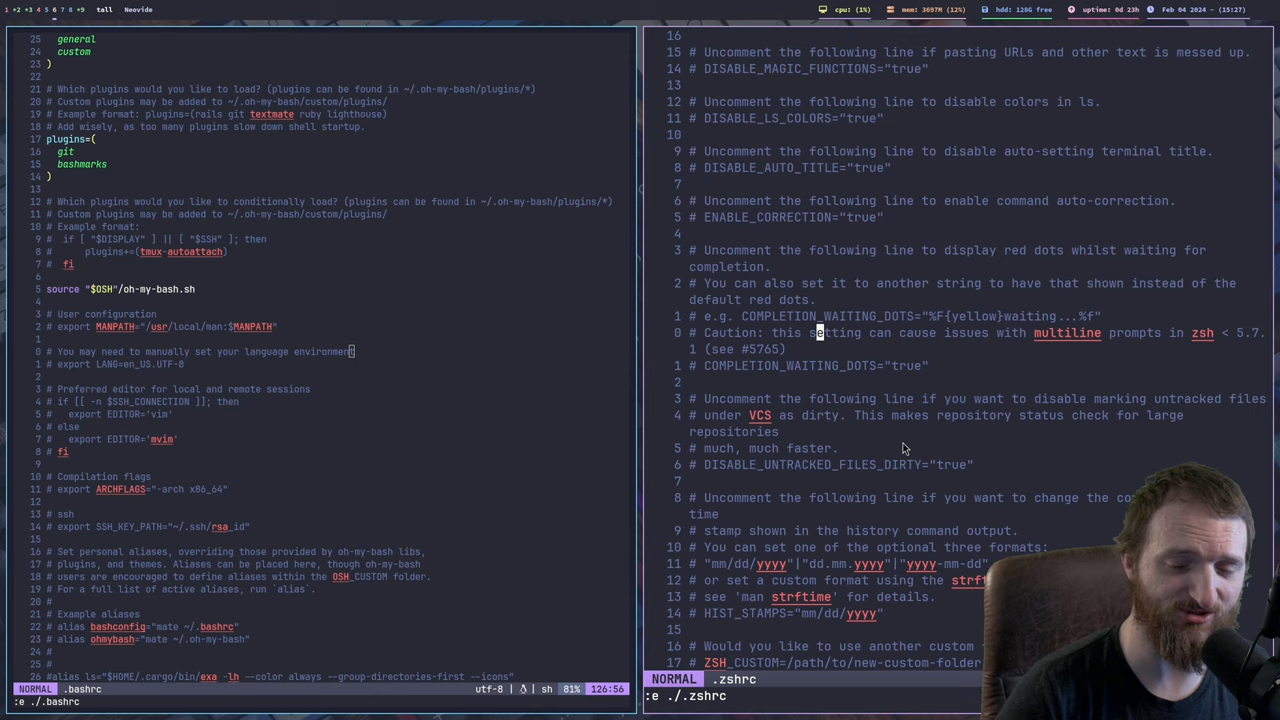 1 +2 +3 4 5 6 7 8 +9 tall Neovide cpu: (1%) mem: 3697M (12%) hdd: 128G free uptime: 0d 23h Feb 04 2024 ~ (15:27)
25 general
24 custom
23 )
22
21 # Which plugins would you like to load? (plugins can be found in ~/.oh-my-bash/plugins/*)
20 # Custom plugins may be added to ~/.oh-my-bash/custom/plugins/
19 # Example format: plugins=(rails git textmate ruby lighthouse)
18 # Add wisely, as too many plugins slow down shell startup.
17 plugins=(
16 git
15 bashmarks
14 )
13
12 # Which plugins would you like to conditionally load? (plugins can be found in ~/.oh-my-bash/plugins/*)
11 # Custom plugins may be added to ~/.oh-my-bash/custom/plugins/
10 # Example format:
9 #  if [ "$DISPLAY" ] || [ "$SSH" ]; then
8 #      plugins+=(tmux-autoattach)
7 #  fi
6
5 source "$OSH"/oh-my-bash.sh
4
3 # User configuration
2 # export MANPATH="/usr/local/man:$MANPATH"
1
0 # You may need to manually set your language environment
1 # export LANG=en_US.UTF-8
2
3 # Preferred editor for local and remote sessions
4 # if [[ -n $SSH_CONNECTION ]]; then
5 #   export EDITOR='vim'
6 # else
7 #   export EDITOR='mvim'
8 # fi
9
10 # Compilation flags
11 # export ARCHFLAGS="-arch x86_64"
12
13 # ssh
14 # export SSH_KEY_PATH="~/.ssh/rsa_id"
15
16 # Set personal aliases, overriding those provided by oh-my-bash libs,
17 # plugins, and themes. Aliases can be placed here, though oh-my-bash
18 # users are encouraged to define aliases within the OSH_CUSTOM folder.
19 # For a full list of active aliases, run `alias`.
20 #
21 # Example aliases
22 # alias bashconfig="mate ~/.bashrc"
23 # alias ohmybash="mate ~/.oh-my-bash"
24 #
25 #
26 #alias ls="$HOME/.cargo/bin/exa -lh --color always --group-directories-first --icons"
NORMAL .bashrc utf-8 | | sh 81% 126:56
:e ./.bashrc
16
15 # Uncomment the following line if pasting URLs and other text is messed up.
14 # DISABLE_MAGIC_FUNCTIONS="true"
13
12 # Uncomment the following line to disable colors in ls.
11 # DISABLE_LS_COLORS="true"
10
9 # Uncomment the following line to disable auto-setting terminal title.
8 # DISABLE_AUTO_TITLE="true"
7
6 # Uncomment the following line to enable command auto-correction.
5 # ENABLE_CORRECTION="true"
4
3 # Uncomment the following line to display red dots whilst waiting for
completion.
2 # You can also set it to another string to have that shown instead of the
default red dots.
1 # e.g. COMPLETION_WAITING_DOTS="%F{yellow}waiting...%f"
0 # Caution: this setting can cause issues with multiline prompts in zsh < 5.7.
1 (see #5765)
1 # COMPLETION_WAITING_DOTS="true"
2
3 # Uncomment the following line if you want to disable marking untracked files
4 # under VCS as dirty. This makes repository status check for large
repositories
5 # much, much faster.
6 # DISABLE_UNTRACKED_FILES_DIRTY="true"
7
8 # Uncomment the following line if you want to change the
time
9 # stamp shown in the history command output.
10 # You can set one of the optional three formats:
11 # "mm/dd/yyyy"|"dd.mm.yyyy"|"yyyy-mm-dd"
12 # or set a custom format using the
13 # see 'man strftime' for details.
14 # HIST_STAMPS="mm/dd/yyyy"
15
16 # Would you like to use another custom
17 # ZSH_CUSTOM=/path/to/new-custom-folder
NORMAL .zshrc
:e ./.zshrc